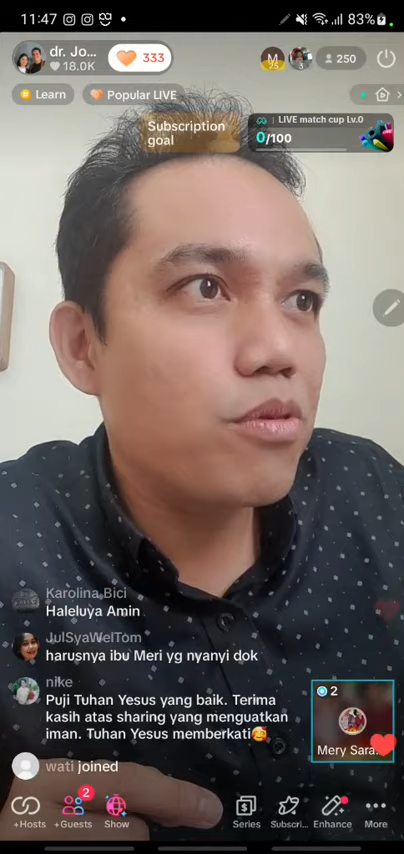 11:47
83%
dr. Jo...
18.0K
333
M
25
3
250
Learn
Popular LIVE
Subscription
goal
LIVE match cup Lv.0
0/100
Karolina Bici
Haleluya Amin
JulSyaWelTom
harusnya ibu Meri yg nyanyi dok
nike
Puji Tuhan Yesus yang baik. Terima
kasih atas sharing yang menguatkan
iman. Tuhan Yesus memberkati🥰
2
Mery Sara...
wati joined
2
+Hosts
+Guests
Show
Series
Subscri...
Enhance
More